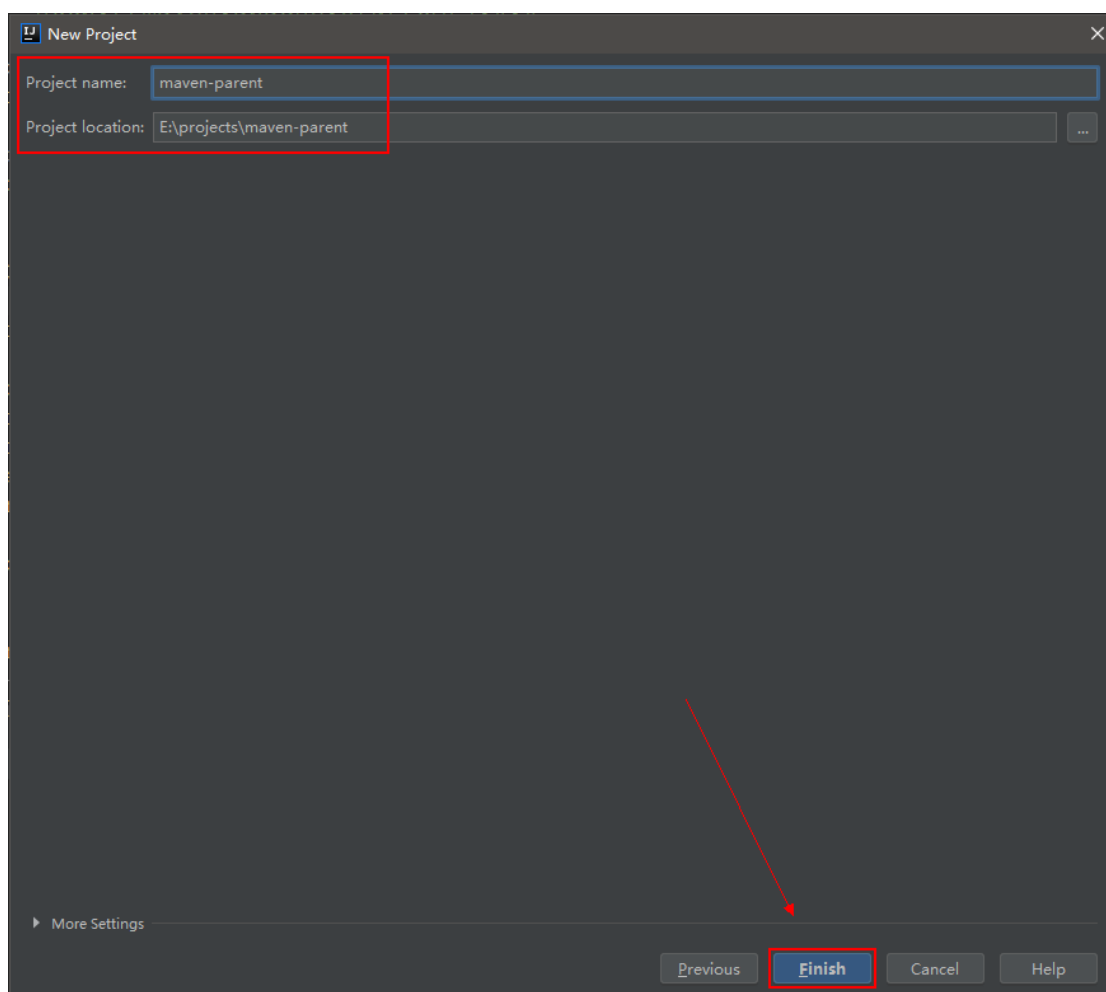 New Project
Project name: maven-parent
Project location: E:\projects\maven-parent ...
More Settings
Previous Finish Cancel Help